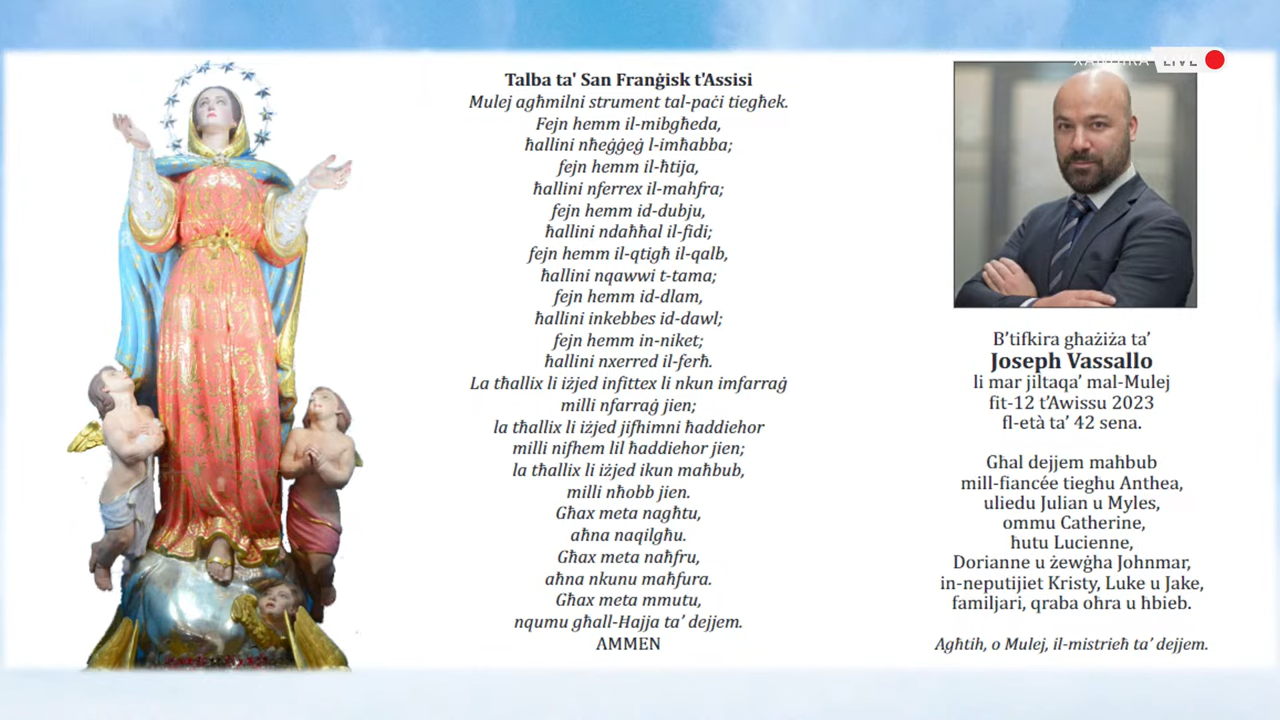 Talba ta' San Franġisk t'Assisi
Mulej agħmilni strument tal-paċi tiegħek.
Fejn hemm il-mibgħeda,
ħallini nħeġġeġ l-imħabba;
fejn hemm il-ħtija,
ħallini nferrex il-mahfra;
fejn hemm id-dubju,
ħallini ndaħħal il-fidi;
fejn hemm il-qtigħ il-qalb,
ħallini nqawwi t-tama;
fejn hemm id-dlam,
ħallini inkebbes id-dawl;
fejn hemm in-niket;
ħallini nxerred il-ferħ.
La tħallix li iżjed infittex li nkun imfarraġ
milli nfarraġ jien;
la tħallix li iżjed jifhimni ħaddiehor
milli nifhem lil ħaddiehor jien;
la tħallix li iżjed ikun maħbub,
milli nħobb jien.
Għax meta nagħtu,
aħna naqilgħu.
Għax meta naħfru,
aħna nkunu maħfura.
Għax meta mmutu,
nqumu għall-Hajja ta’ dejjem.
AMMEN
LIVE
B’tifkira għażiża ta’
Joseph Vassallo
li mar jiltaqa’ mal-Mulej
fit-12 t’Awissu 2023
fl-età ta’ 42 sena.
Għal dejjem maħbub
mill-fiancée tiegħu Anthea,
uliedu Julian u Myles,
ommu Catherine,
ħutu Lucienne,
Dorianne u żewġha Johnmar,
in-neputijiet Kristy, Luke u Jake,
familjari, qraba oħra u ħbieb.
Agħtih, o Mulej, il-mistrieħ ta’ dejjem.